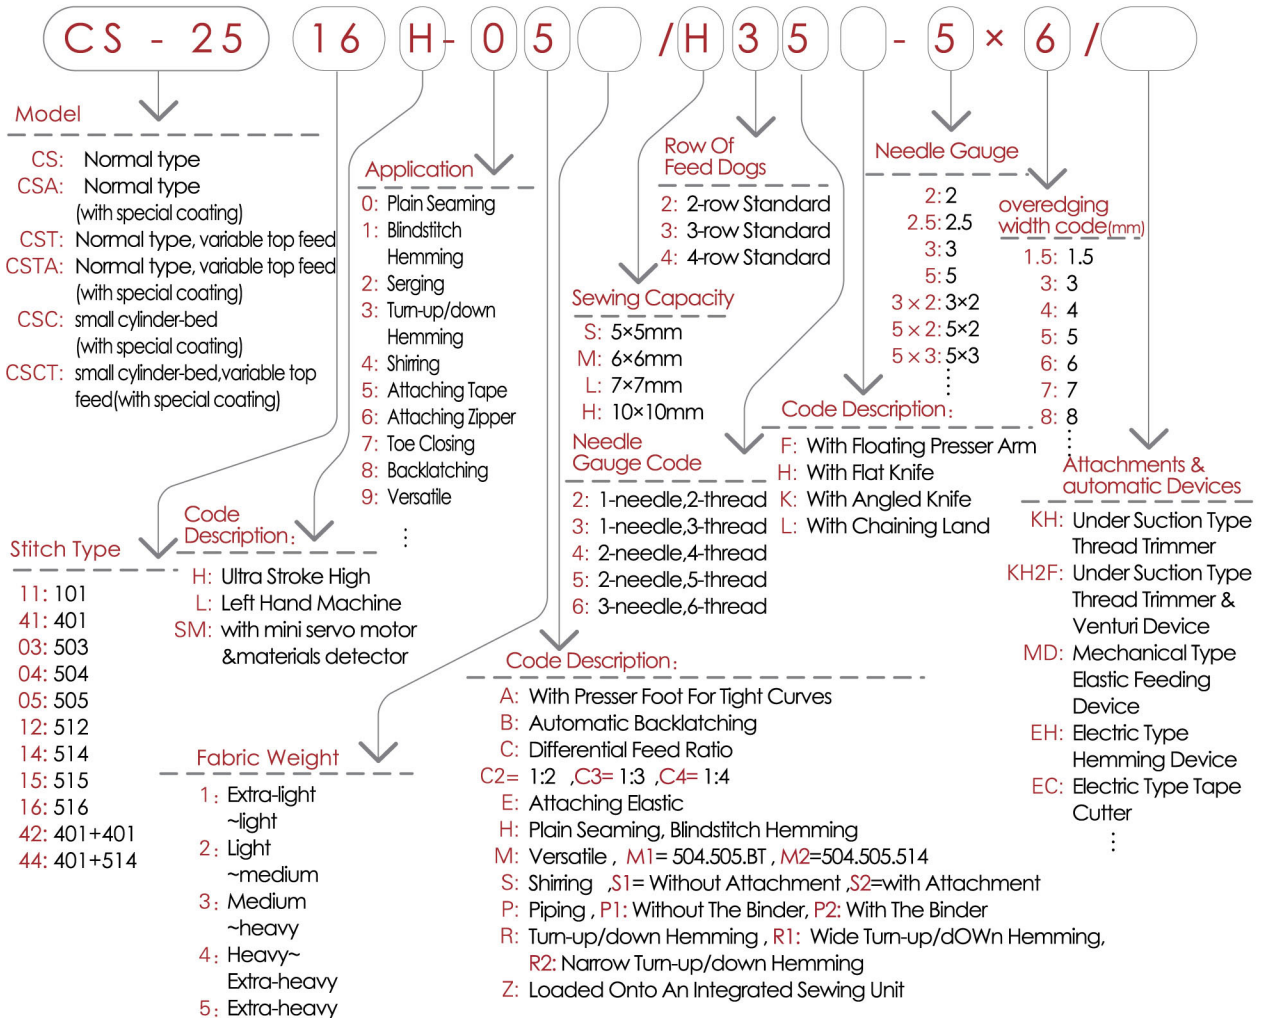 CS - 25 16 H - 0 5 / H 3 5 - 5 × 6 /
Model
CS: Normal type
CSA: Normal type
(with special coating)
CST: Normal type, variable top feed
CSTA: Normal type, variable top feed
(with special coating)
CSC: small cylinder-bed
(with special coating)
CSCT: small cylinder-bed,variable top
feed(with special coating)
Stitch Type
11: 101
41: 401
03: 503
04: 504
05: 505
12: 512
14: 514
15: 515
16: 516
42: 401+401
44: 401+514
Code
Description:
H: Ultra Stroke High
L: Left Hand Machine
SM: with mini servo motor
&materials detector
Application
0: Plain Seaming
1: Blindstitch
Hemming
2: Serging
3: Turn-up/down
Hemming
4: Shirring
5: Attaching Tape
6: Attaching Zipper
7: Toe Closing
8: Backlatching
9: Versatile
⋮
Fabric Weight
1: Extra-light
~light
2: Light
~medium
3: Medium
~heavy
4: Heavy~
Extra-heavy
5: Extra-heavy
Code Description:
A: With Presser Foot For Tight Curves
B: Automatic Backlatching
C: Differential Feed Ratio
C2= 1:2 ,C3= 1:3 ,C4= 1:4
E: Attaching Elastic
H: Plain Seaming, Blindstitch Hemming
M: Versatile , M1= 504.505.BT , M2=504.505.514
S: Shirring ,S1= Without Attachment ,S2=with Attachment
P: Piping , P1: Without The Binder, P2: With The Binder
R: Turn-up/down Hemming , R1: Wide Turn-up/dOWn Hemming,
R2: Narrow Turn-up/down Hemming
Z: Loaded Onto An Integrated Sewing Unit
Sewing Capacity
S: 5×5mm
M: 6×6mm
L: 7×7mm
H: 10×10mm
Row Of
Feed Dogs
2: 2-row Standard
3: 3-row Standard
4: 4-row Standard
Needle
Gauge Code
2: 1-needle,2-thread
3: 1-needle,3-thread
4: 2-needle,4-thread
5: 2-needle,5-thread
6: 3-needle,6-thread
Code Description:
F: With Floating Presser Arm
H: With Flat Knife
K: With Angled Knife
L: With Chaining Land
Needle Gauge
2: 2
2.5: 2.5
3: 3
5: 5
3×2: 3×2
5×2: 5×2
5×3: 5×3
⋮
overedging
width code(mm)
1.5: 1.5
3: 3
4: 4
5: 5
6: 6
7: 7
8: 8
⋮
Attachments &
automatic Devices
KH: Under Suction Type
Thread Trimmer
KH2F: Under Suction Type
Thread Trimmer &
Venturi Device
MD: Mechanical Type
Elastic Feeding
Device
EH: Electric Type
Hemming Device
EC: Electric Type Tape
Cutter
⋮